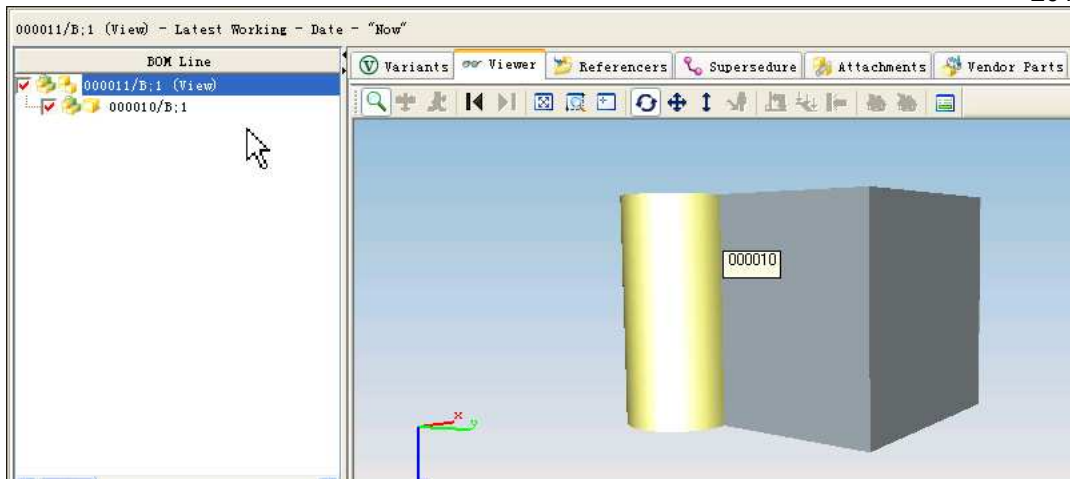 000011/B;1 (View) - Latest Working - Date - "Now"
BOM Line
Variants Viewer Referencers Supersedure Attachments Vendor Parts
000011/B;1 (View)
000010/B;1
000010
x
y